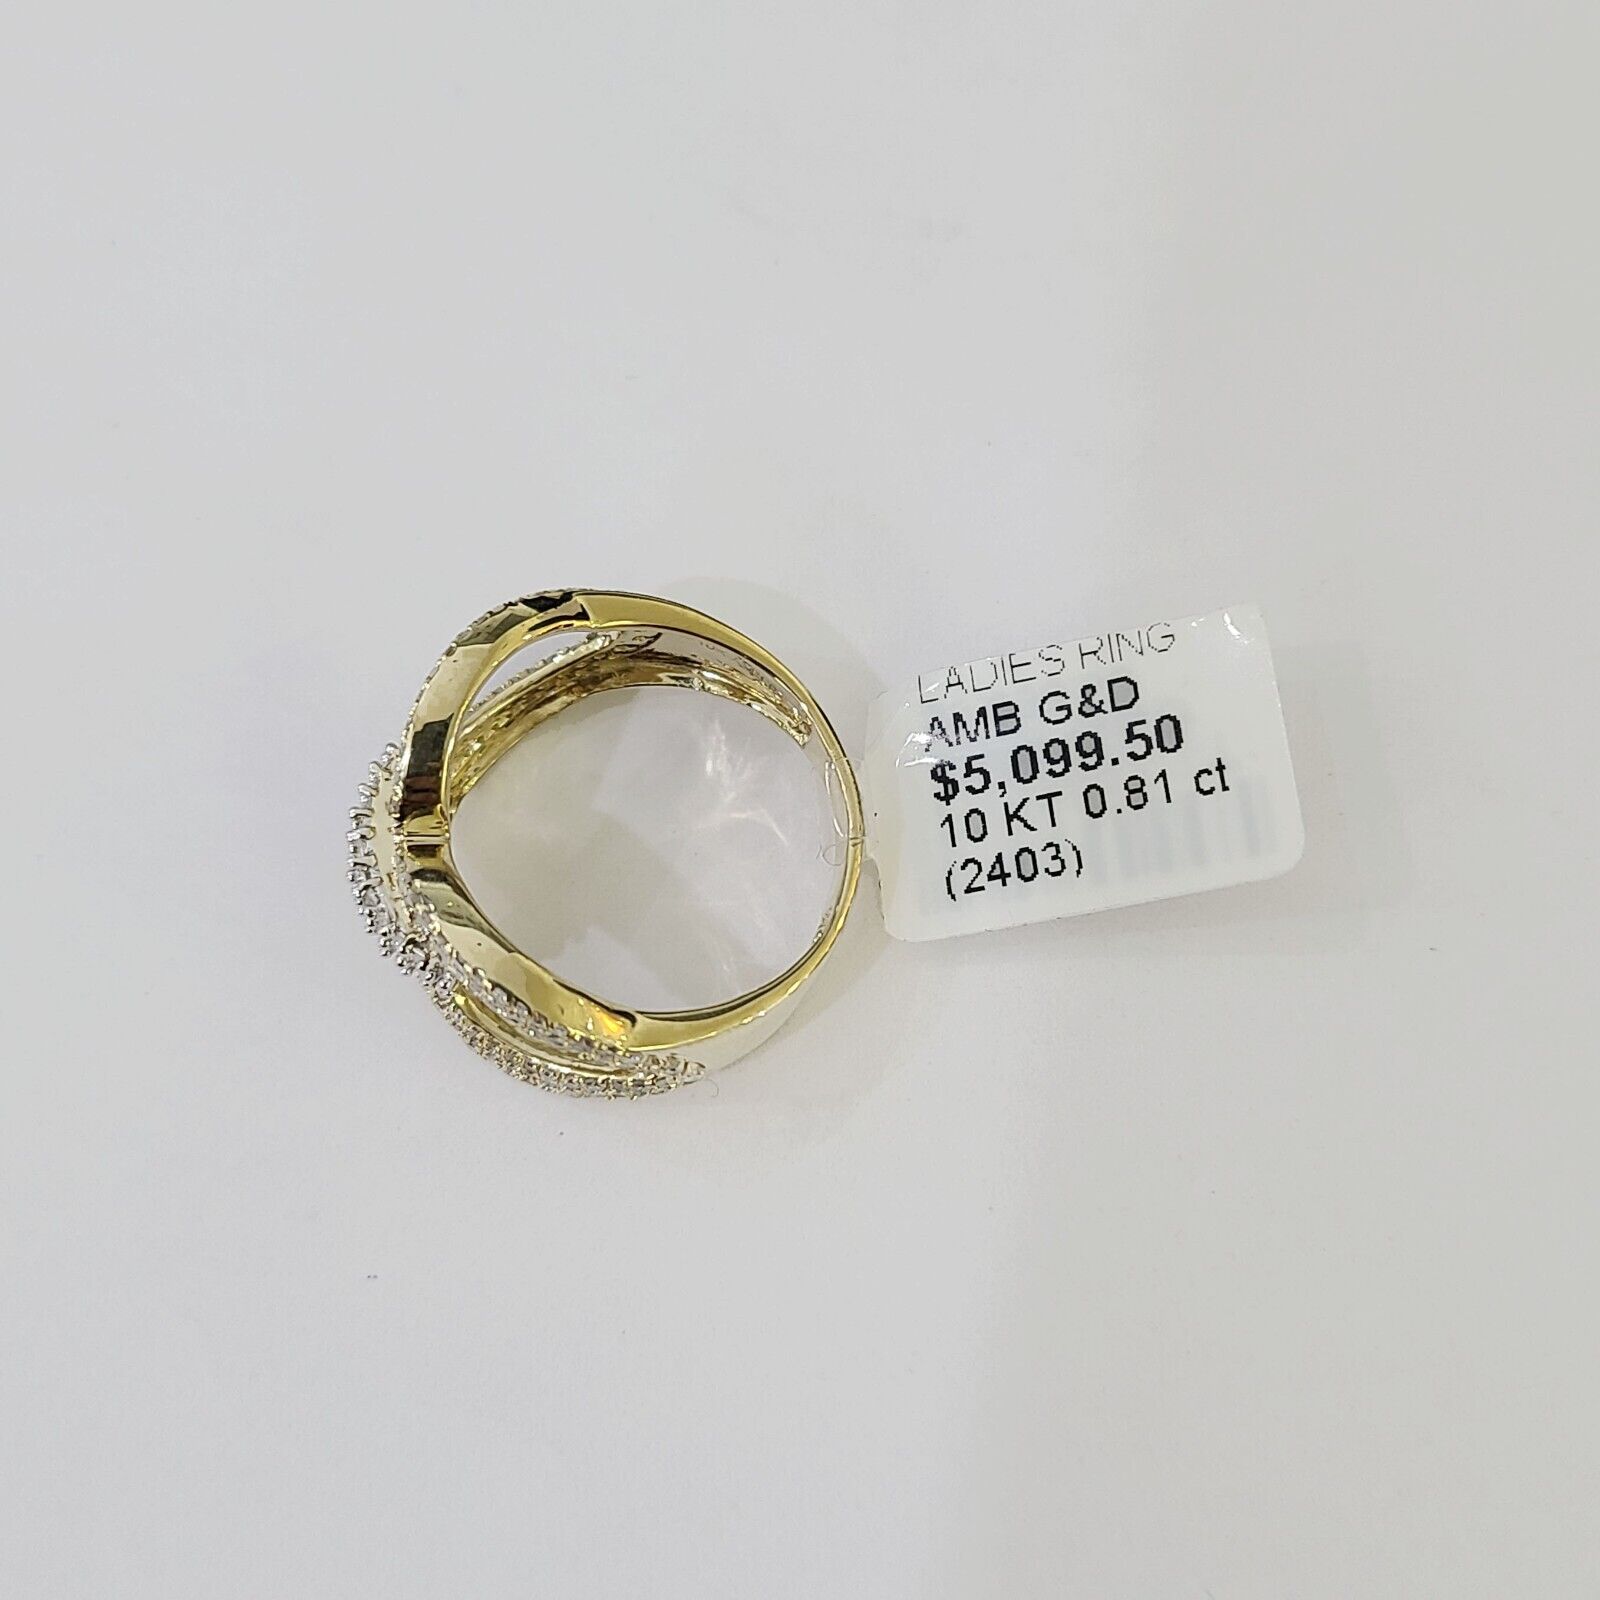 LADIES RING
AMB G&D
$5,099.50
10 KT 0.81 ct
(2403)